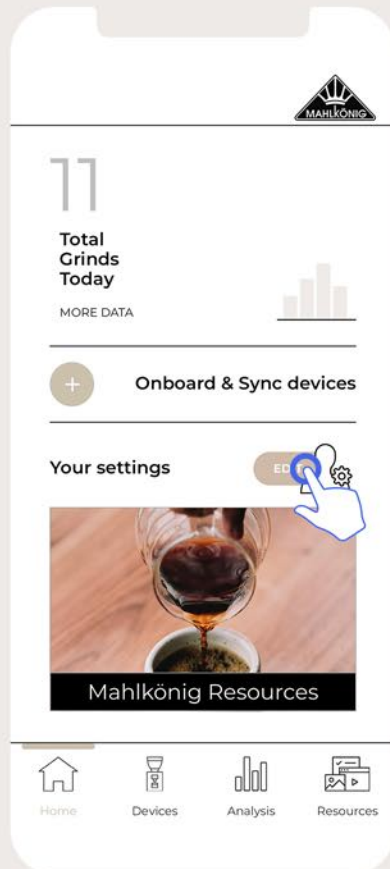 MAHLKÖNIG
11
Total
Grinds
Today
MORE DATA
Onboard & Sync devices
Your settings
Mahlkönig Resources
Home
Devices
Analysis
Resources